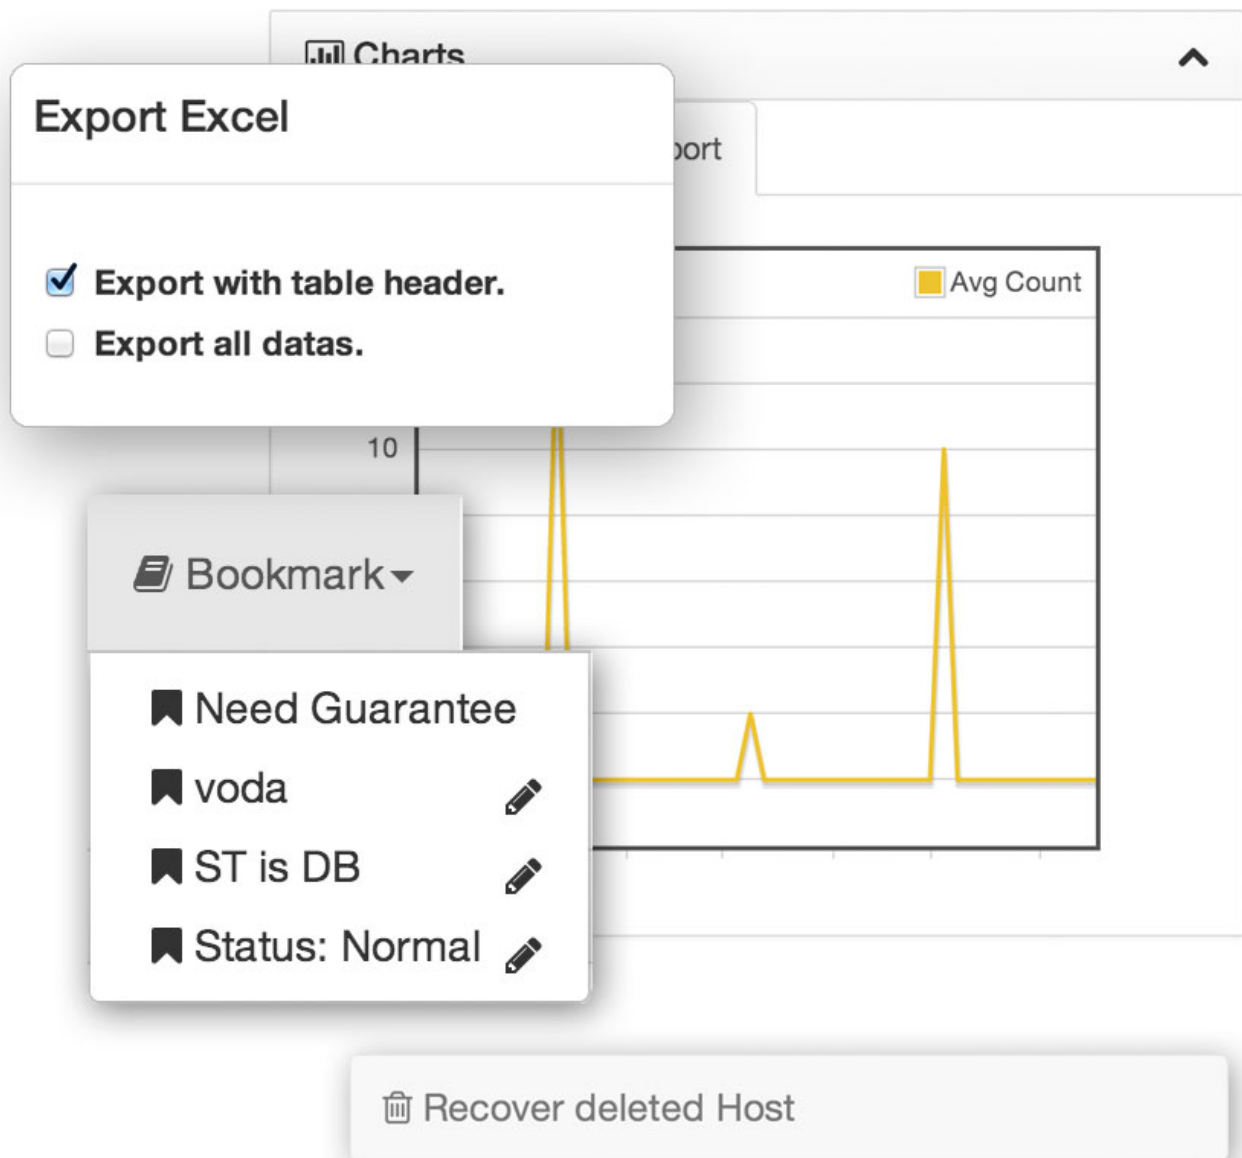 Charts
Export Excel
Export with table header.
Export all datas.
Avg Count
10
Bookmark
Need Guarantee
voda
ST is DB
Status: Normal
Recover deleted Host